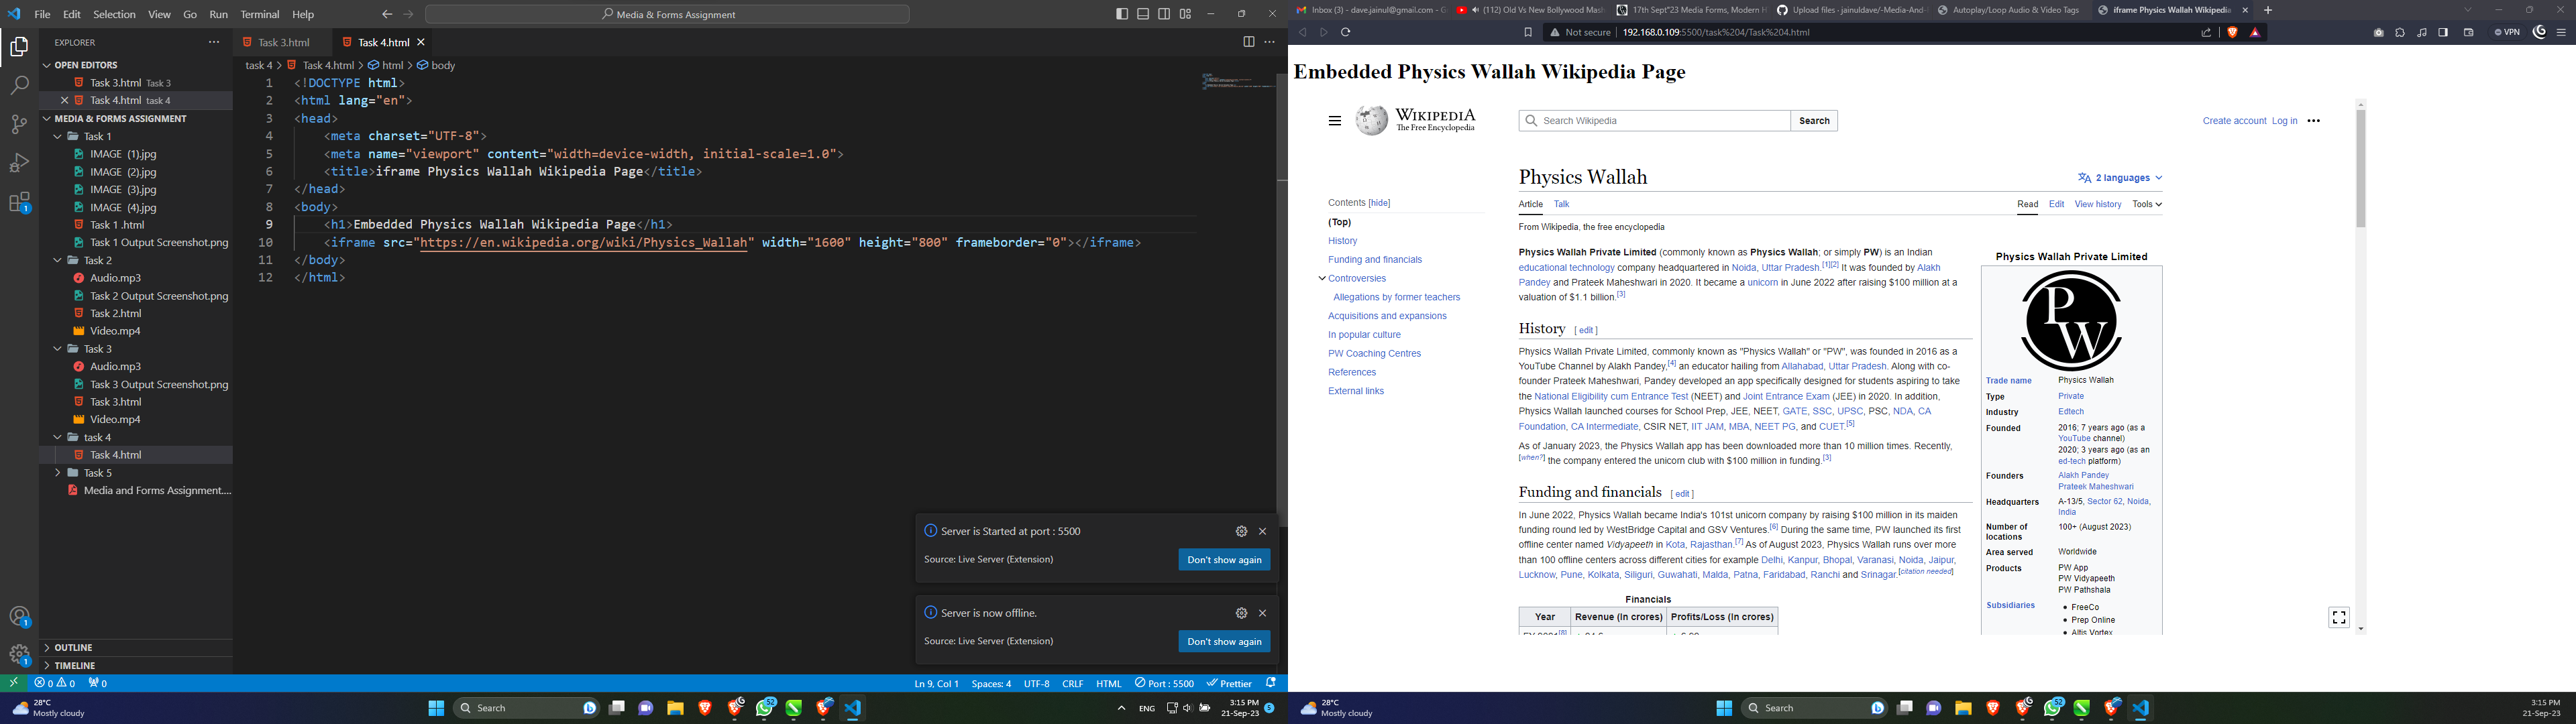 File Edit Selection View Go Run Terminal Help
Media & Forms Assignment
EXPLORER
OPEN EDITORS
Task 3.html Task 3
Task 4.html task 4
MEDIA & FORMS ASSIGNMENT
Task 1
IMAGE (1).jpg
IMAGE (2).jpg
IMAGE (3).jpg
IMAGE (4).jpg
Task 1 .html
Task 1 Output Screenshot.png
Task 2
Audio.mp3
Task 2 Output Screenshot.png
Task 2.html
Video.mp4
Task 3
Audio.mp3
Task 3 Output Screenshot.png
Task 3.html
Video.mp4
task 4
Task 4.html
Task 5
Media and Forms Assignment....
OUTLINE
TIMELINE
Task 3.html
Task 4.html
task 4 > Task 4.html > html > body
1 <!DOCTYPE html>
2 <html lang="en">
3 <head>
4 <meta charset="UTF-8">
5 <meta name="viewport" content="width=device-width, initial-scale=1.0">
6 <title>iframe Physics Wallah Wikipedia Page</title>
7 </head>
8 <body>
9 <h1>Embedded Physics Wallah Wikipedia Page</h1>
10 <iframe src="https://en.wikipedia.org/wiki/Physics_Wallah" width="1600" height="800" frameborder="0"></iframe>
11 </body>
12 </html>
Server is Started at port : 5500
Source: Live Server (Extension)
Don't show again
Server is now offline.
Source: Live Server (Extension)
Don't show again
0 0 0
Ln 9, Col 1 Spaces: 4 UTF-8 CRLF HTML Port : 5500 Prettier
28°C
Mostly cloudy
Search
52
ENG
3:15 PM
21-Sep-23
5
Inbox (3) - dave.jainul@gmail.com - G
(112) Old Vs New Bollywood Mash
17th Sept"23 Media Forms, Modern H
Upload files · jainuldave/-Media-And-
Autoplay/Loop Audio & Video Tags
iframe Physics Wallah Wikipedia
Not secure 192.168.0.109:5500/task%204/Task%204.html
VPN
Embedded Physics Wallah Wikipedia Page
WIKIPEDIA
The Free Encyclopedia
Search Wikipedia
Search
Create account Log in
Contents [hide]
(Top)
History
Funding and financials
Controversies
Allegations by former teachers
Acquisitions and expansions
In popular culture
PW Coaching Centres
References
External links
Physics Wallah
2 languages
Article Talk
Read Edit View history Tools
From Wikipedia, the free encyclopedia
Physics Wallah Private Limited (commonly known as Physics Wallah; or simply PW) is an Indian
educational technology company headquartered in Noida, Uttar Pradesh.[1][2] It was founded by Alakh
Pandey and Prateek Maheshwari in 2020. It became a unicorn in June 2022 after raising $100 million at a
valuation of $1.1 billion.[3]
History [ edit ]
Physics Wallah Private Limited, commonly known as "Physics Wallah" or "PW", was founded in 2016 as a
YouTube Channel by Alakh Pandey,[4] an educator hailing from Allahabad, Uttar Pradesh. Along with co-
founder Prateek Maheshwari, Pandey developed an app specifically designed for students aspiring to take
the National Eligibility cum Entrance Test (NEET) and Joint Entrance Exam (JEE) in 2020. In addition,
Physics Wallah launched courses for School Prep, JEE, NEET, GATE, SSC, UPSC, PSC, NDA, CA
Foundation, CA Intermediate, CSIR NET, IIT JAM, MBA, NEET PG, and CUET.[5]
As of January 2023, the Physics Wallah app has been downloaded more than 10 million times. Recently,
[when?] the company entered the unicorn club with $100 million in funding.[3]
Funding and financials [ edit ]
In June 2022, Physics Wallah became India's 101st unicorn company by raising $100 million in its maiden
funding round led by WestBridge Capital and GSV Ventures.[6] During the same time, PW launched its first
offline center named Vidyapeeth in Kota, Rajasthan.[7] As of August 2023, Physics Wallah runs over more
than 100 offline centers across different cities for example Delhi, Kanpur, Bhopal, Varanasi, Noida, Jaipur,
Lucknow, Pune, Kolkata, Siliguri, Guwahati, Malda, Patna, Faridabad, Ranchi and Srinagar.[citation needed]
Financials
Year Revenue (In crores) Profits/Loss (In crores)
Physics Wallah Private Limited
PW
Trade name Physics Wallah
Type Private
Industry Edtech
Founded 2016; 7 years ago (as a
YouTube channel)
2020; 3 years ago (as an
ed-tech platform)
Founders Alakh Pandey
Prateek Maheshwari
Headquarters A-13/5, Sector 62, Noida,
India
Number of locations 100+ (August 2023)
Area served Worldwide
Products PW App
PW Vidyapeeth
PW Pathshala
Subsidiaries • FreeCo
• Prep Online
• Altis Vortex
28°C
Mostly cloudy
Search
52
3:15 PM
21-Sep-23